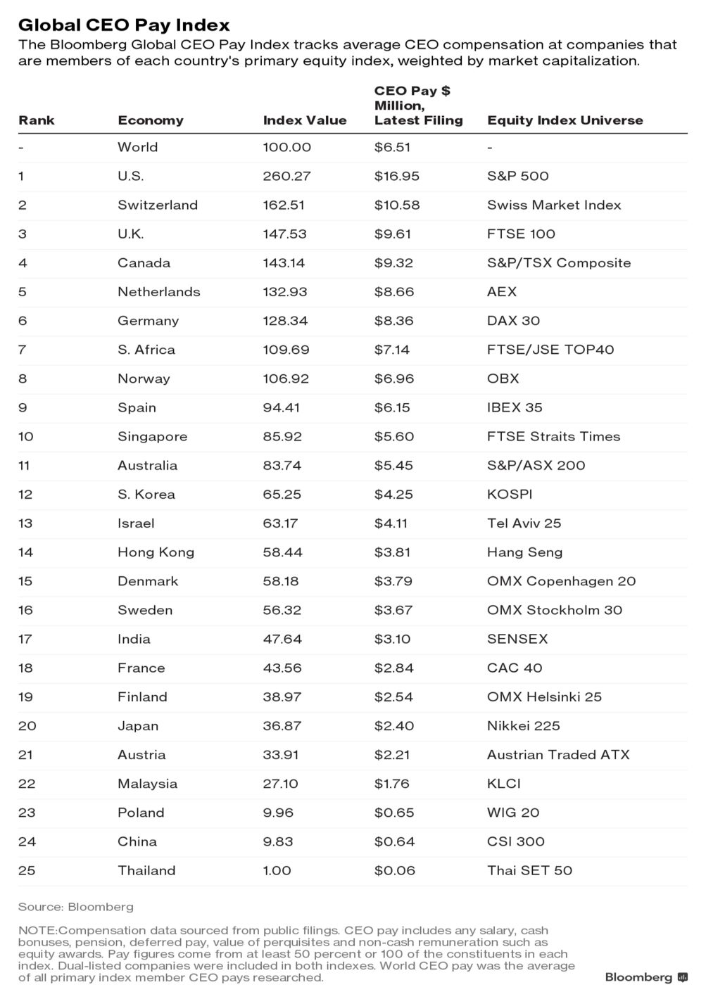 Global CEO Pay Index
The Bloomberg Global CEO Pay Index tracks average CEO compensation at companies that
are members of each country's primary equity index, weighted by market capitalization.
CEO Pay $
Million,
Rank Economy Index Value Latest Filing Equity Index Universe
- World 100.00 $6.51 -
1 U.S. 260.27 $16.95 S&P 500
2 Switzerland 162.51 $10.58 Swiss Market Index
3 U.K. 147.53 $9.61 FTSE 100
4 Canada 143.14 $9.32 S&P/TSX Composite
5 Netherlands 132.93 $8.66 AEX
6 Germany 128.34 $8.36 DAX 30
7 S. Africa 109.69 $7.14 FTSE/JSE TOP40
8 Norway 106.92 $6.96 OBX
9 Spain 94.41 $6.15 IBEX 35
10 Singapore 85.92 $5.60 FTSE Straits Times
11 Australia 83.74 $5.45 S&P/ASX 200
12 S. Korea 65.25 $4.25 KOSPI
13 Israel 63.17 $4.11 Tel Aviv 25
14 Hong Kong 58.44 $3.81 Hang Seng
15 Denmark 58.18 $3.79 OMX Copenhagen 20
16 Sweden 56.32 $3.67 OMX Stockholm 30
17 India 47.64 $3.10 SENSEX
18 France 43.56 $2.84 CAC 40
19 Finland 38.97 $2.54 OMX Helsinki 25
20 Japan 36.87 $2.40 Nikkei 225
21 Austria 33.91 $2.21 Austrian Traded ATX
22 Malaysia 27.10 $1.76 KLCI
23 Poland 9.96 $0.65 WIG 20
24 China 9.83 $0.64 CSI 300
25 Thailand 1.00 $0.06 Thai SET 50
Source: Bloomberg
NOTE:Compensation data sourced from public filings. CEO pay includes any salary, cash
bonuses, pension, deferred pay, value of perquisites and non-cash remuneration such as
equity awards. Pay figures come from at least 50 percent or 100 of the constituents in each
index. Dual-listed companies were included in both indexes. World CEO pay was the average
of all primary index member CEO pays researched.
Bloomberg